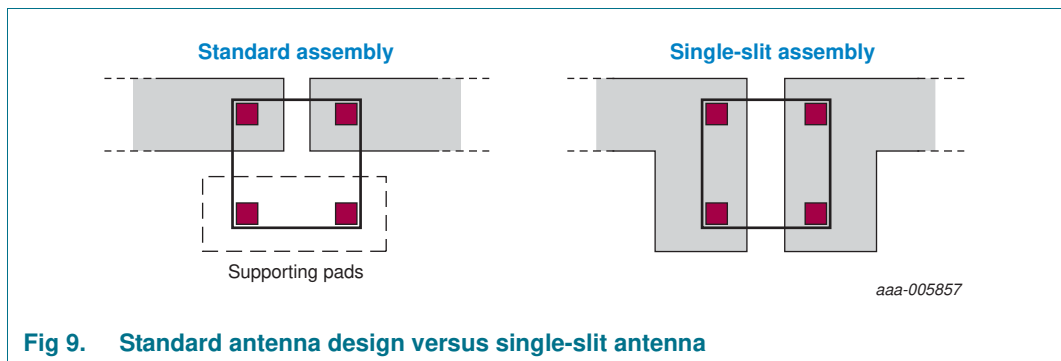 Standard assembly
Single-slit assembly
Supporting pads
aaa-005857
Fig 9. Standard antenna design versus single-slit antenna